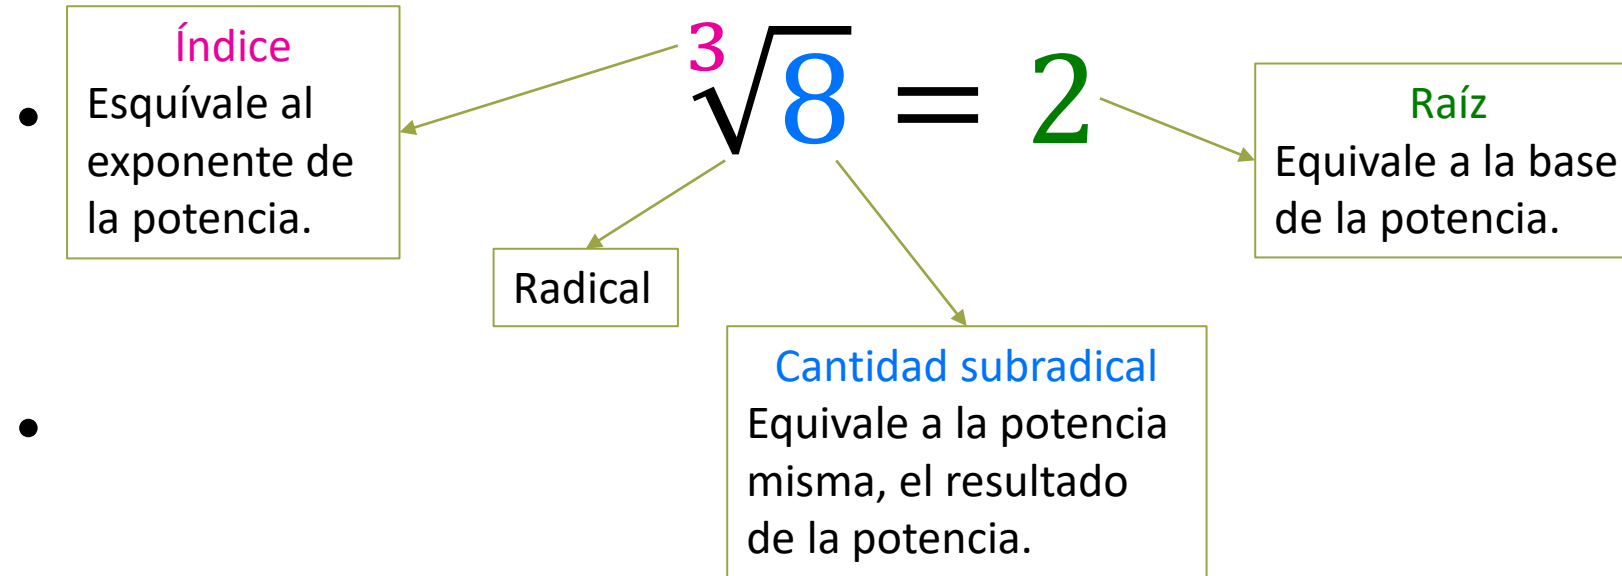 ∛8 = 2
Índice
• Esquívale al
exponente de
la potencia.
Radical
Cantidad subradical
Equivale a la potencia
misma, el resultado
de la potencia.
Raíz
Equivale a la base
de la potencia.
•